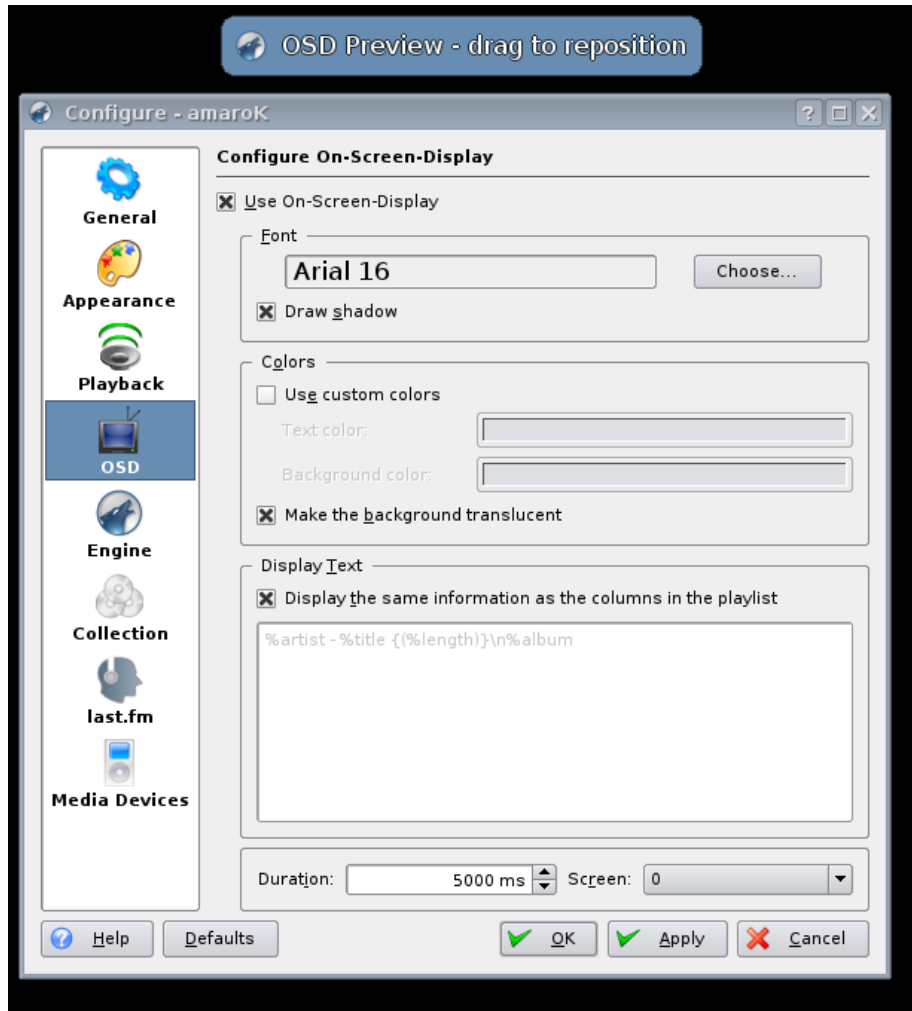 OSD Preview - drag to reposition
Configure - amaroK
General
Appearance
Playback
OSD
Engine
Collection
last.fm
Media Devices
Configure On-Screen-Display
Use On-Screen-Display
Font
Arial 16
Choose...
Draw shadow
Colors
Use custom colors
Text color:
Background color:
Make the background translucent
Display Text
Display the same information as the columns in the playlist
%artist - %title {(%length)}\n%album
Duration: 5000 ms Screen: 0
Help Defaults OK Apply Cancel